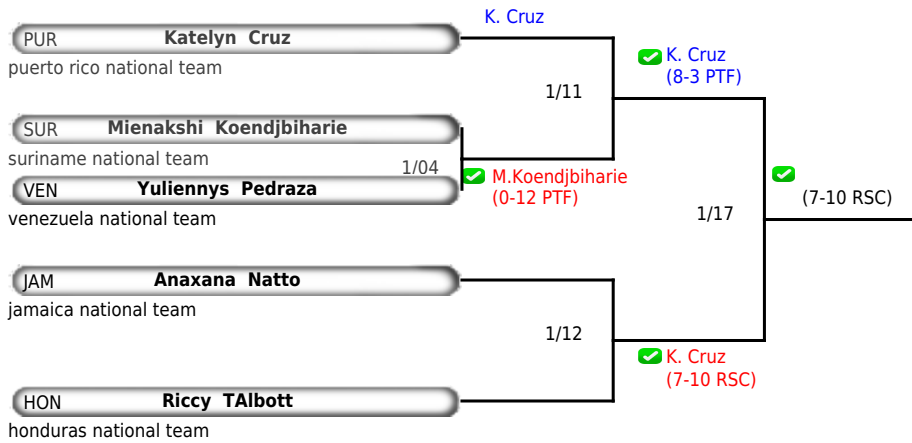 K. Cruz
PUR Katelyn Cruz
puerto rico national team
K. Cruz
(8-3 PTF)
1/11
SUR Mienakshi Koendjbiharie
suriname national team
1/04
M.Koendjbiharie
(0-12 PTF)
VEN Yuliennys Pedraza
venezuela national team
(7-10 RSC)
1/17
JAM Anaxana Natto
jamaica national team
1/12
K. Cruz
(7-10 RSC)
HON Riccy TAlbott
honduras national team